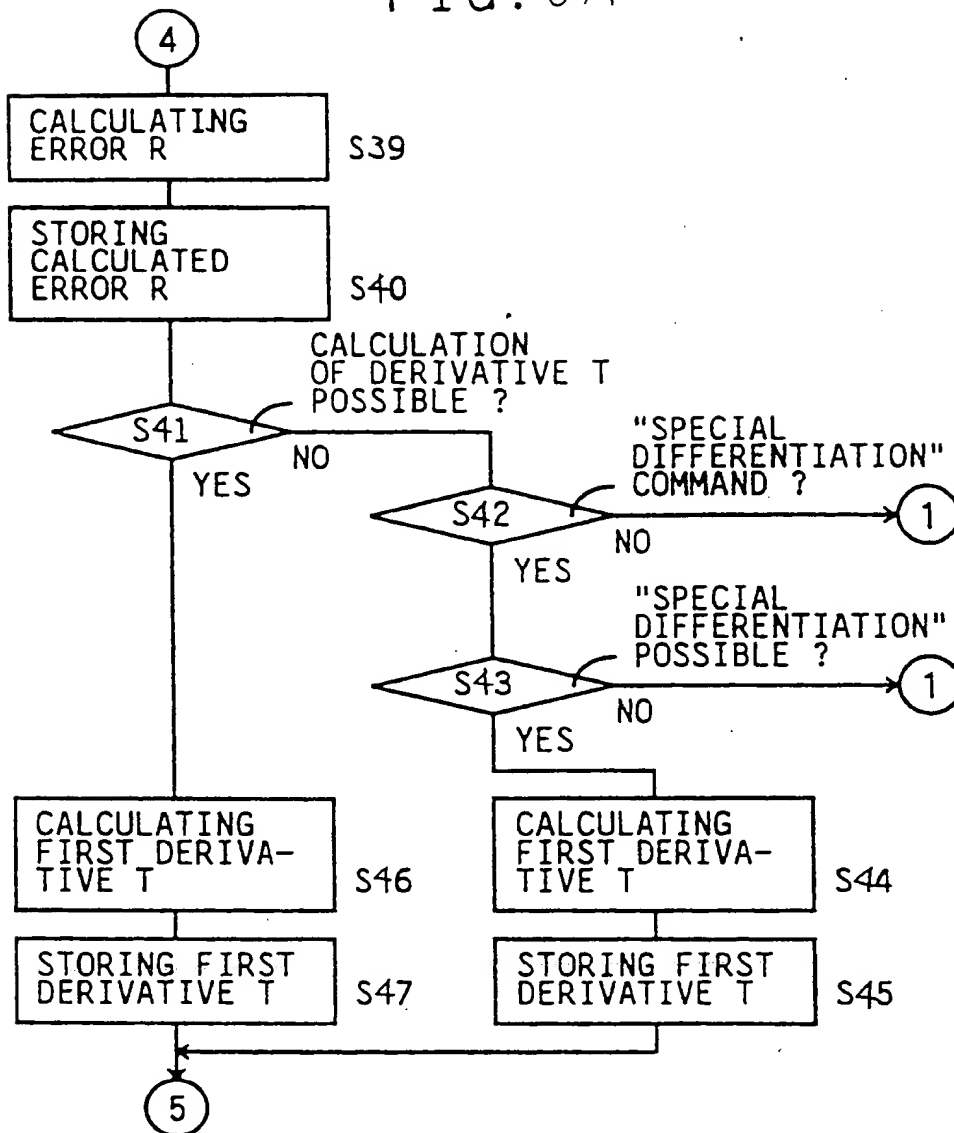 FIG.
4
CALCULATING
ERROR R
S39
STORING
CALCULATED
ERROR R
S40
CALCULATION
OF DERIVATIVE T
POSSIBLE ?
S41
NO
YES
"SPECIAL
DIFFERENTIATION"
COMMAND ?
S42
NO
1
YES
"SPECIAL
DIFFERENTIATION"
POSSIBLE ?
S43
NO
1
YES
CALCULATING
FIRST DERIVA-
TIVE T
S46
CALCULATING
FIRST DERIVA-
TIVE T
S44
STORING FIRST
DERIVATIVE T
S47
STORING FIRST
DERIVATIVE T
S45
5